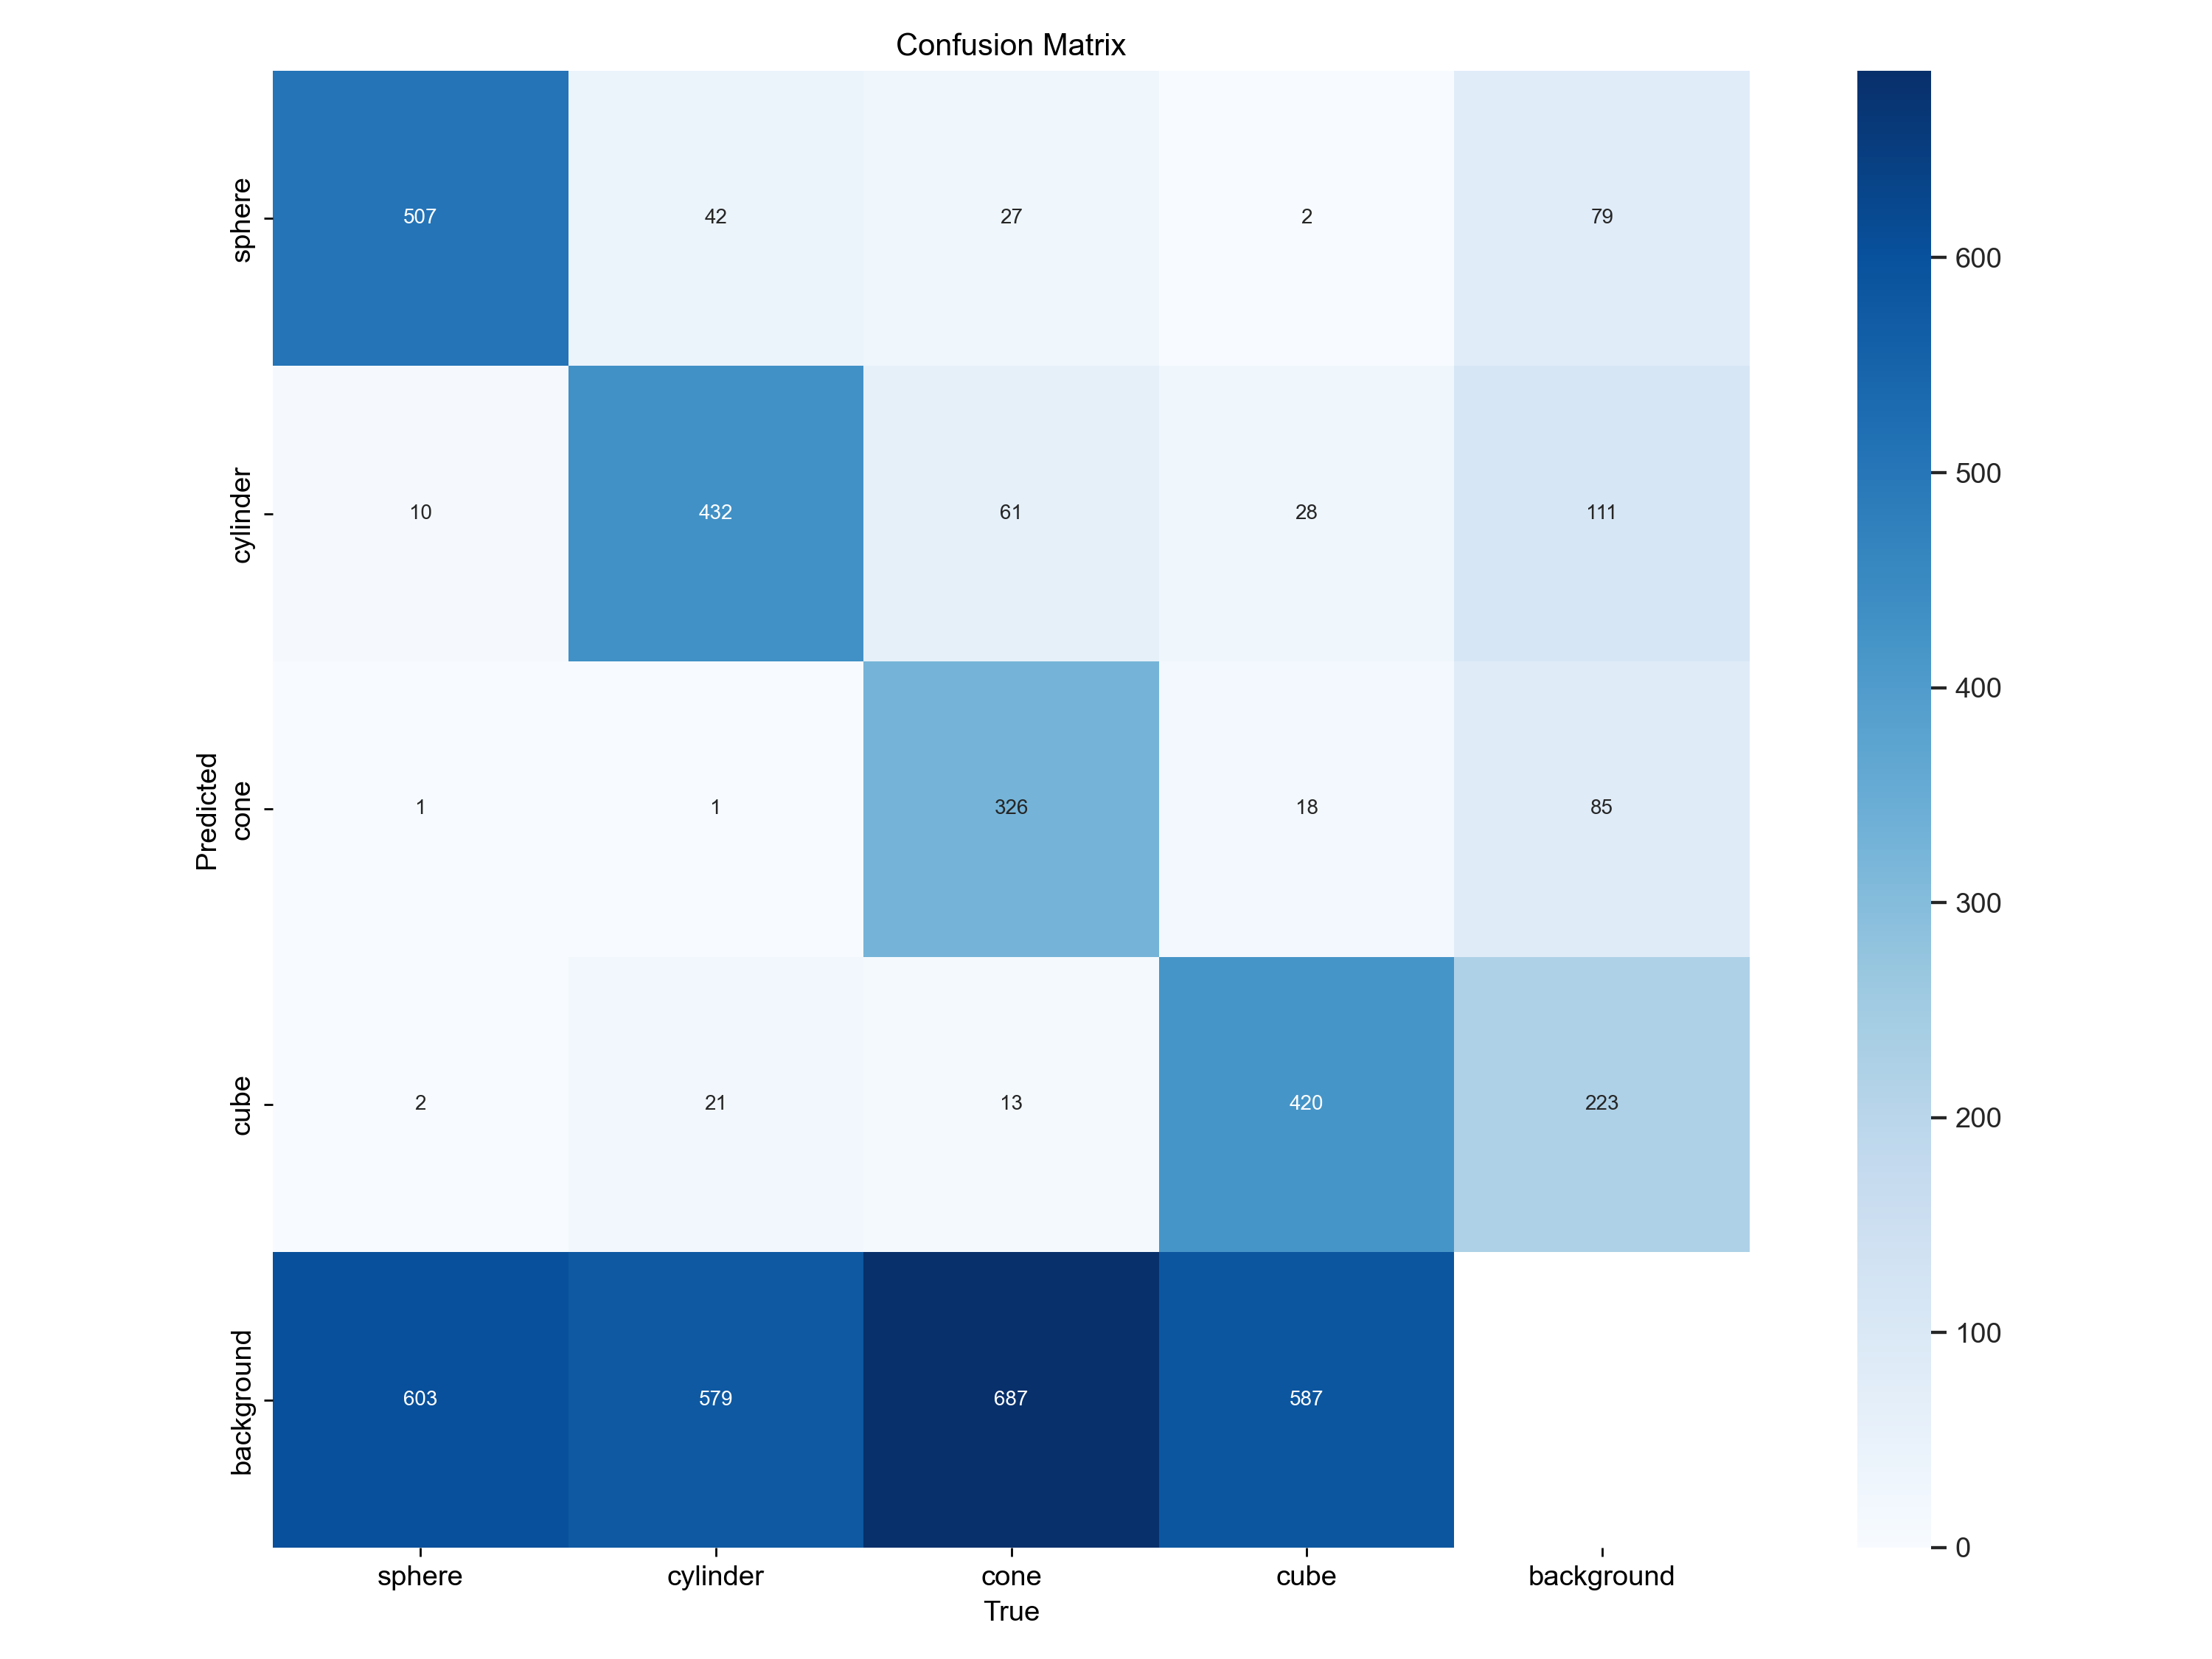 Confusion Matrix
sphere
507 42 27 2 79
cylinder
10 432 61 28 111
Predicted
cone
1 1 326 18 85
cube
2 21 13 420 223
background
603 579 687 587
sphere cylinder cone cube background
True
600
500
400
300
200
100
0